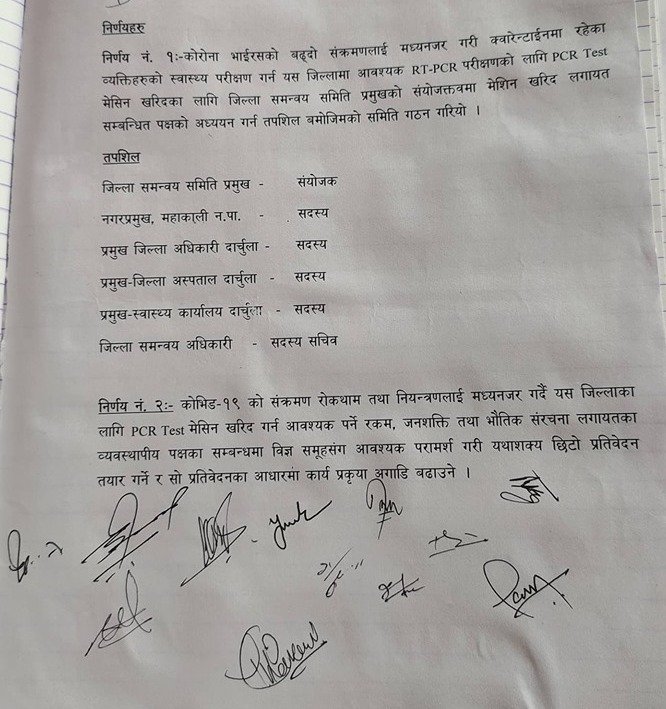 निर्णयहरु
निर्णय नं. १ः-कोरोना भाईरसको बढ्दो संक्रमणलाई मध्यनजर गरी क्वारेन्टाईनमा रहेका
व्यक्तिहरुको स्वास्थ्य परीक्षण गर्न यस जिल्लामा आवश्यक RT-PCR परीक्षणको लागि PCR Test
मेसिन खरिदका लागि जिल्ला समन्वय समिति प्रमुखको संयोजक्तवमा मेशिन खरिद लगायत
सम्बन्धित पक्षको अध्ययन गर्न तपशिल बमोजिमको समिति गठन गरियो ।
तपशिल
जिल्ला समन्वय समिति प्रमुख - संयोजक
नगरप्रमुख, महाकाली न.पा. - सदस्य
प्रमुख जिल्ला अधिकारी दार्चुला - सदस्य
प्रमुख-जिल्ला अस्पताल दार्चुला - सदस्य
प्रमुख-स्वास्थ्य कार्यालय दार्चुला - सदस्य
जिल्ला समन्वय अधिकारी - सदस्य सचिव
निर्णय नं. २ः- कोभिड-१९ को संक्रमण रोकथाम तथा नियन्त्रणलाई मध्यनजर गर्दै यस जिल्लाका
लागि PCR Test मेसिन खरिद गर्न आवश्यक पर्ने रकम, जनशक्ति तथा भौतिक संरचना लगायतका
व्यवस्थापीय पक्षका सम्बन्धमा विज्ञ समूहसंग आवश्यक परामर्श गरी यथाशक्य छिटो प्रतिवेदन
तयार गर्ने र सो प्रतिवेदनका आधारमा कार्य प्रकृया अगाडि बढाउने ।